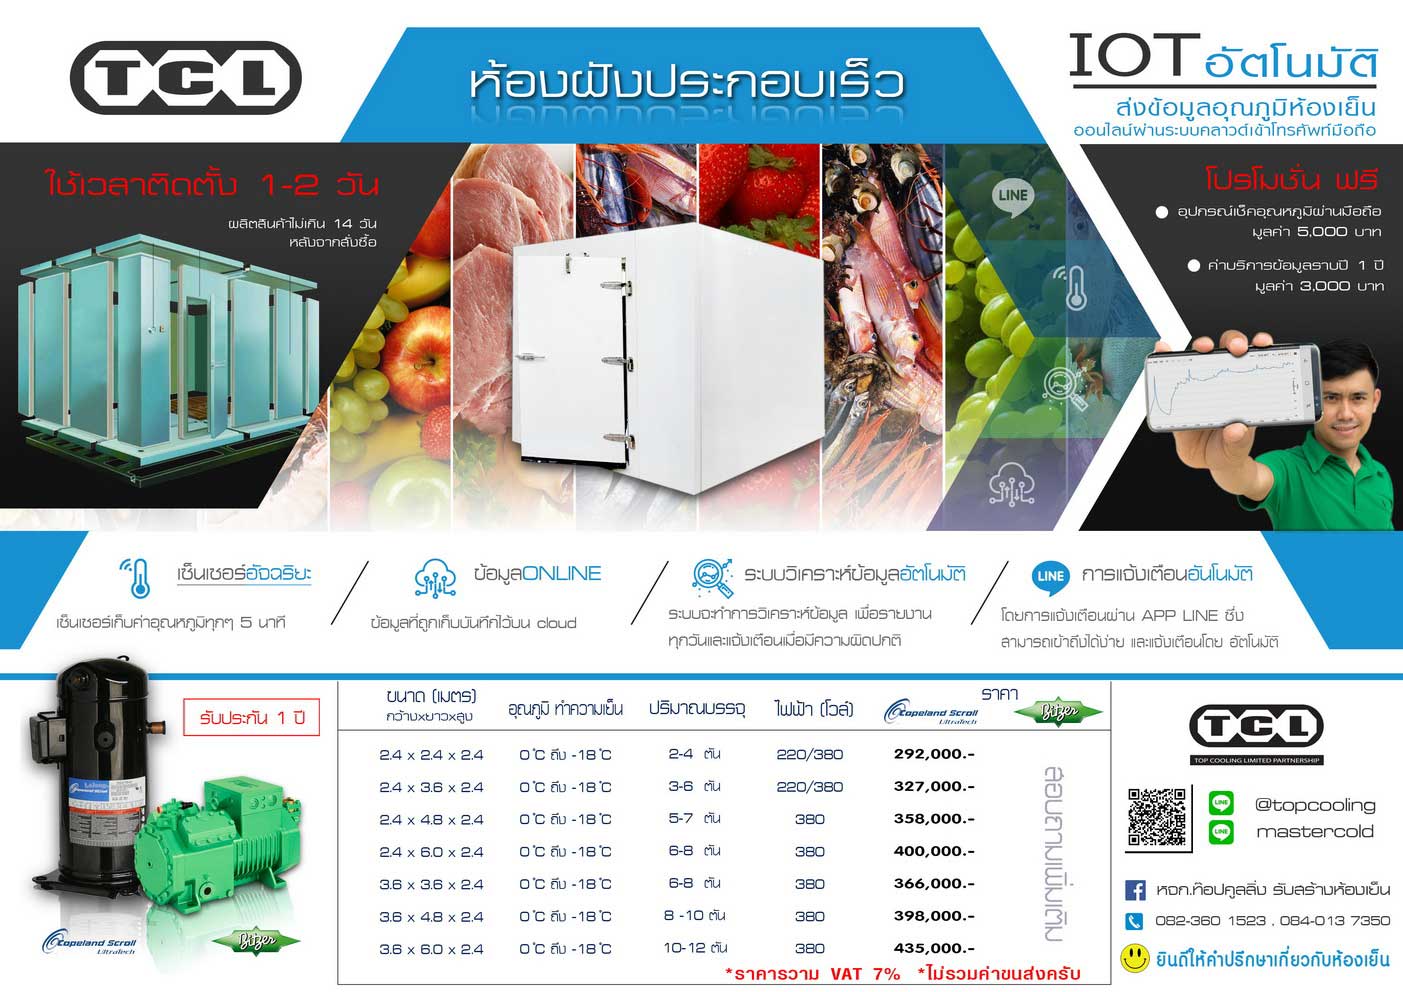 TCL
ห้องฝังประกอบเร็ว
IOT อัตโนมัติ
ส่งข้อมูลอุณภูมิห้องเย็น
ออนไลน์ผ่านระบบคลาวด์เข้าโทรศัพท์มือถือ
ใช้เวลาติดตั้ง 1-2 วัน
ผลิตสินค้าไม่เกิน 14 วัน
หลังจากสั่งซื้อ
LINE
โปรโมชั่น ฟรี
อุปกรณ์เช็คอุณหภูมิผ่านมือถือ
มูลค่า 5,000 บาท
ค่าบริการข้อมูลรายปี 1 ปี
มูลค่า 3,000 บาท
เซ็นเซอร์อัจฉริยะ
เซ็นเซอร์เก็บค่าอุณหภูมิทุกๆ 5 นาที
ข้อมูลONLINE
ข้อมูลที่ถูกเก็บบันทึกไว้บน cloud
ระบบวิเคราะห์ข้อมูลอัตโนมัติ
ระบบจะทำการวิเคราะห์ข้อมูล เพื่อรายงาน
ทุกวันและแจ้งเตือนเมื่อมีความผิดปกติ
LINE การแจ้งเตือนอันโนมัติ
โดยการแจ้งเตือนผ่าน APP LINE ซึ่ง
สามารถเข้าถึงได้ง่าย และแจ้งเตือนโดย อัตโนมัติ
รับประกัน 1 ปี
Copeland Scroll
UltraTech
Bitzer
ขนาด (เมตร) กว้างxยาวxสูง อุณภูมิ ทำความเย็น ปริมาณบรรจุ ไฟฟ้า (โวล์) ราคา Copeland Scroll UltraTech Bitzer
2.4 x 2.4 x 2.4 0°C ถึง -18°C 2-4 ตัน 220/380 292,000.-
2.4 x 3.6 x 2.4 0°C ถึง -18°C 3-6 ตัน 220/380 327,000.-
2.4 x 4.8 x 2.4 0°C ถึง -18°C 5-7 ตัน 380 358,000.-
2.4 x 6.0 x 2.4 0°C ถึง -18°C 6-8 ตัน 380 400,000.-
3.6 x 3.6 x 2.4 0°C ถึง -18°C 6-8 ตัน 380 366,000.-
3.6 x 4.8 x 2.4 0°C ถึง -18°C 8 -10 ตัน 380 398,000.-
3.6 x 6.0 x 2.4 0°C ถึง -18°C 10-12 ตัน 380 435,000.-
สอบถามเพิ่มเติม
*ราคารวม VAT 7% *ไม่รวมค่าขนส่งครับ
TCL
TOP COOLING LIMITED PARTNERSHIP
LINE @topcooling
LINE mastercold
หจก.ท๊อปคูลลิ่ง รับสร้างห้องเย็น
082-360 1523 , 084-013 7350
ยินดีให้คำปรึกษาเกี่ยวกับห้องเย็น